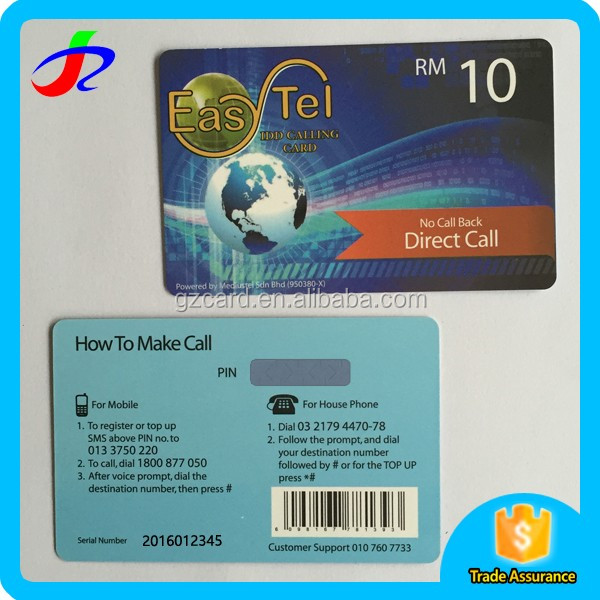 RM 10
EasyTel
IDD CALLING
CARD
No Call Back
Direct Call
Powered by Mediustel Sdn Bhd (950380-X)
gzcard.en.alibaba.com
How To Make Call
PIN
For Mobile
1. To register or top up
SMS above PIN no. to
013 3750 220
2. To call, dial 1800 877 050
3. After voice prompt, dial the
destination number, then press #
For House Phone
1. Dial 03 2179 4470-78
2. Follow the prompt, and dial
your destination number
followed by # or for the TOP UP
press *#
Serial Number 2016012345
Customer Support 010 760 7733
Trade Assurance